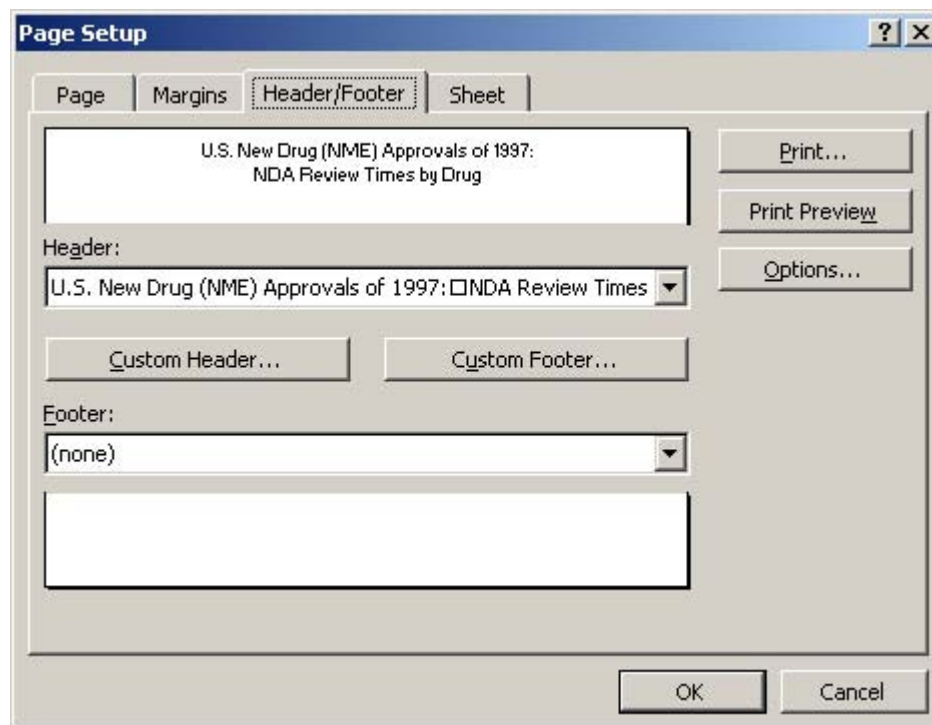 Page Setup
Page Margins Header/Footer Sheet
U.S. New Drug (NME) Approvals of 1997:
NDA Review Times by Drug
Print...
Print Preview
Options...
Header:
U.S. New Drug (NME) Approvals of 1997:□NDA Review Times
Custom Header... Custom Footer...
Footer:
(none)
OK Cancel